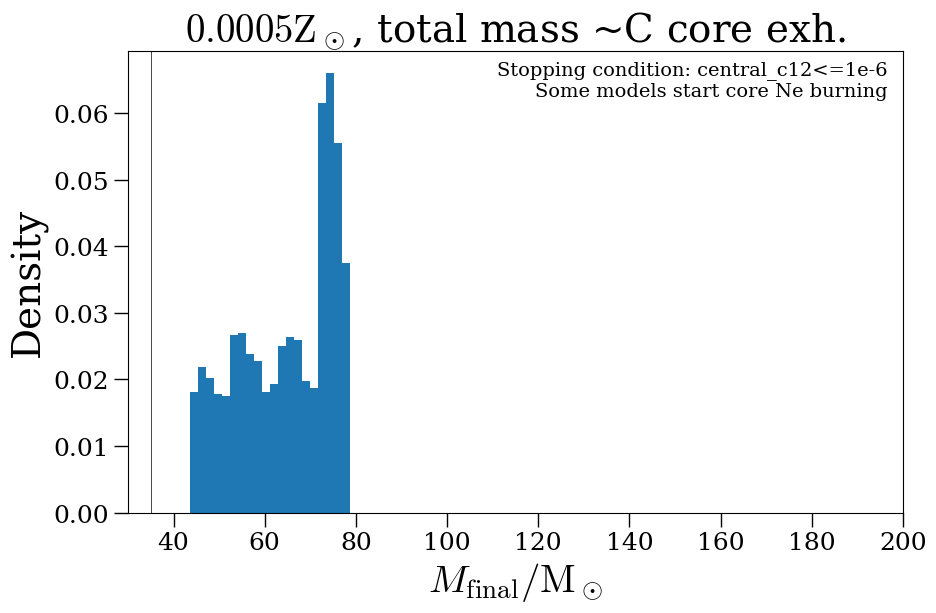 0.0005Z☉, total mass ~C core exh.
Stopping condition: central_c12<=1e-6
Some models start core Ne burning
Density
0.06
0.05
0.04
0.03
0.02
0.01
0.00
40 60 80 100 120 140 160 180 200
M_final/M☉